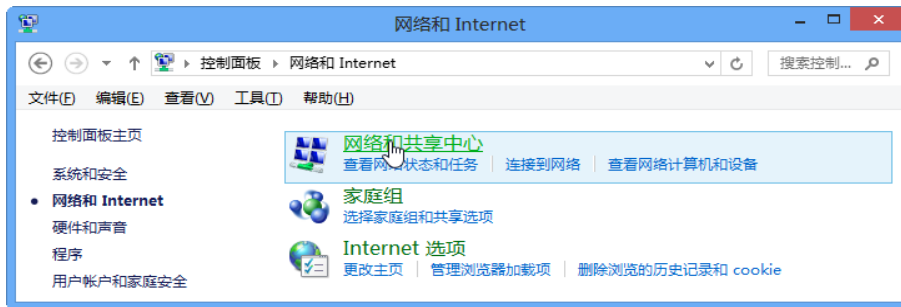 网络和 Internet
控制面板 网络和 Internet 搜索控制...
文件(F) 编辑(E) 查看(V) 工具(T) 帮助(H)
控制面板主页
系统和安全
网络和 Internet
硬件和声音
程序
用户帐户和家庭安全
网络和共享中心
查看网络状态和任务 连接到网络 查看网络计算机和设备
家庭组
选择家庭组和共享选项
Internet 选项
更改主页 管理浏览器加载项 删除浏览的历史记录和 cookie